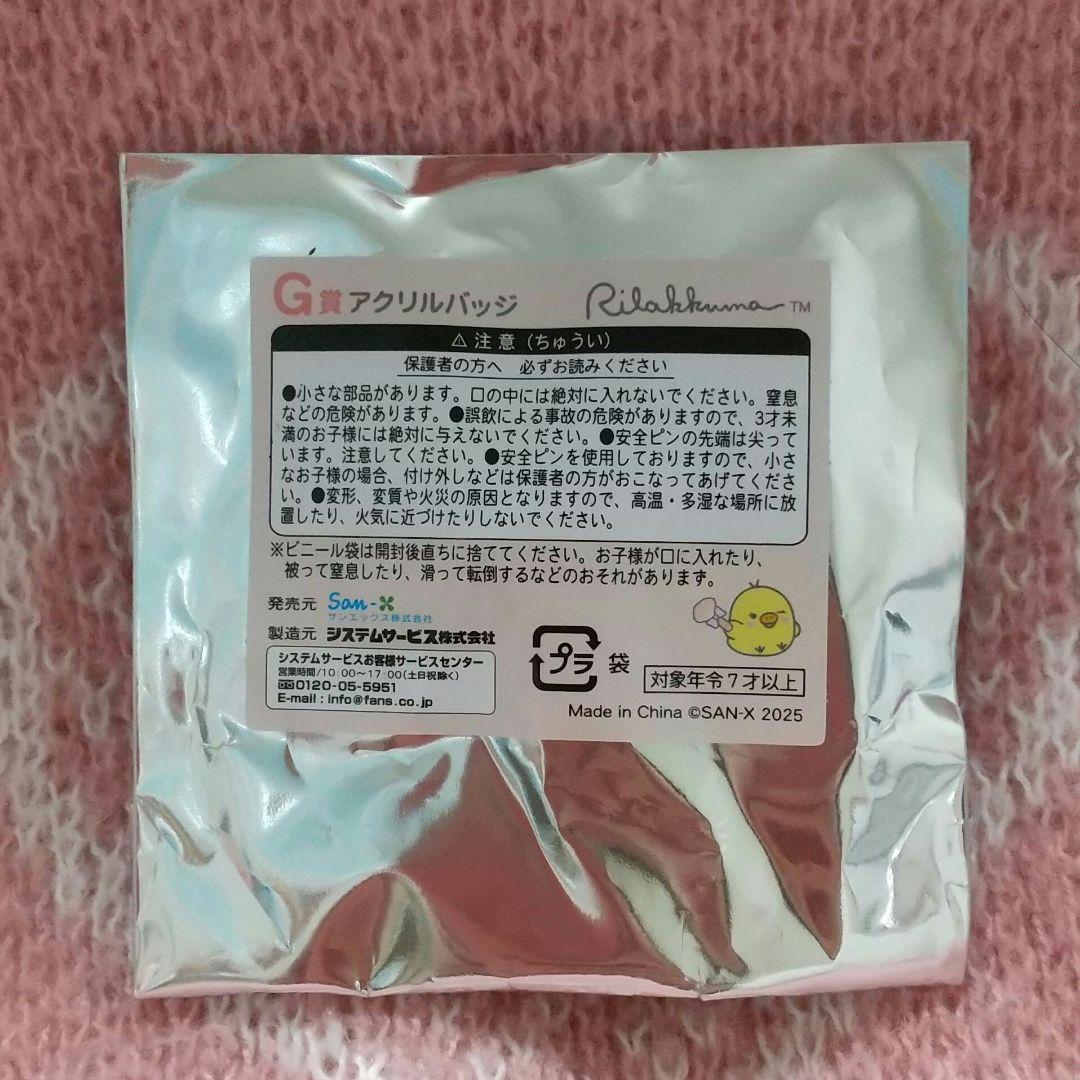 G賞アクリルバッジ Rilakkuma™
⚠注意(ちゅうい)
保護者の方へ 必ずお読みください
●小さな部品があります。口の中には絶対に入れないでください。窒息
などの危険があります。●誤飲による事故の危険がありますので、3才未
満のお子様には絶対に与えないでください。●安全ピンの先端は尖って
います。注意してください。●安全ピンを使用しておりますので、小さ
なお子様の場合、付け外しなどは保護者の方がおこなってあげてくださ
い。●変形、変質や火災の原因となりますので、高温・多湿な場所に放
置したり、火気に近づけたりしないでください。
※ビニール袋は開封後直ちに捨ててください。お子様が口に入れたり、
被って窒息したり、滑って転倒するなどのおそれがあります。
発売元 San-X
サンエックス株式会社
製造元 システムサービス株式会社
システムサービスお客様サービスセンター
営業時間/10:00〜17:00(土日祝除く)
0120-05-5951
E-mail : info@fans.co.jp
プラ 袋
対象年令7才以上
Made in China ©SAN-X 2025